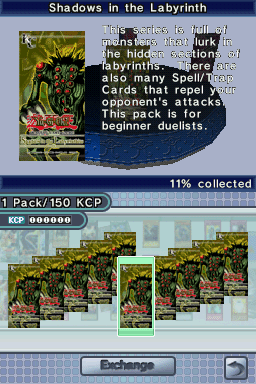 Shadows in the Labyrinth
This series is full of
monsters that lurk in
the hidden sections of
labyrinths. There are
also many Spell/Trap
Cards that repel your
opponent's attacks.
This pack is for
beginner duelists.
11% collected
1 Pack/150 KCP
KCP 000000
Exchange